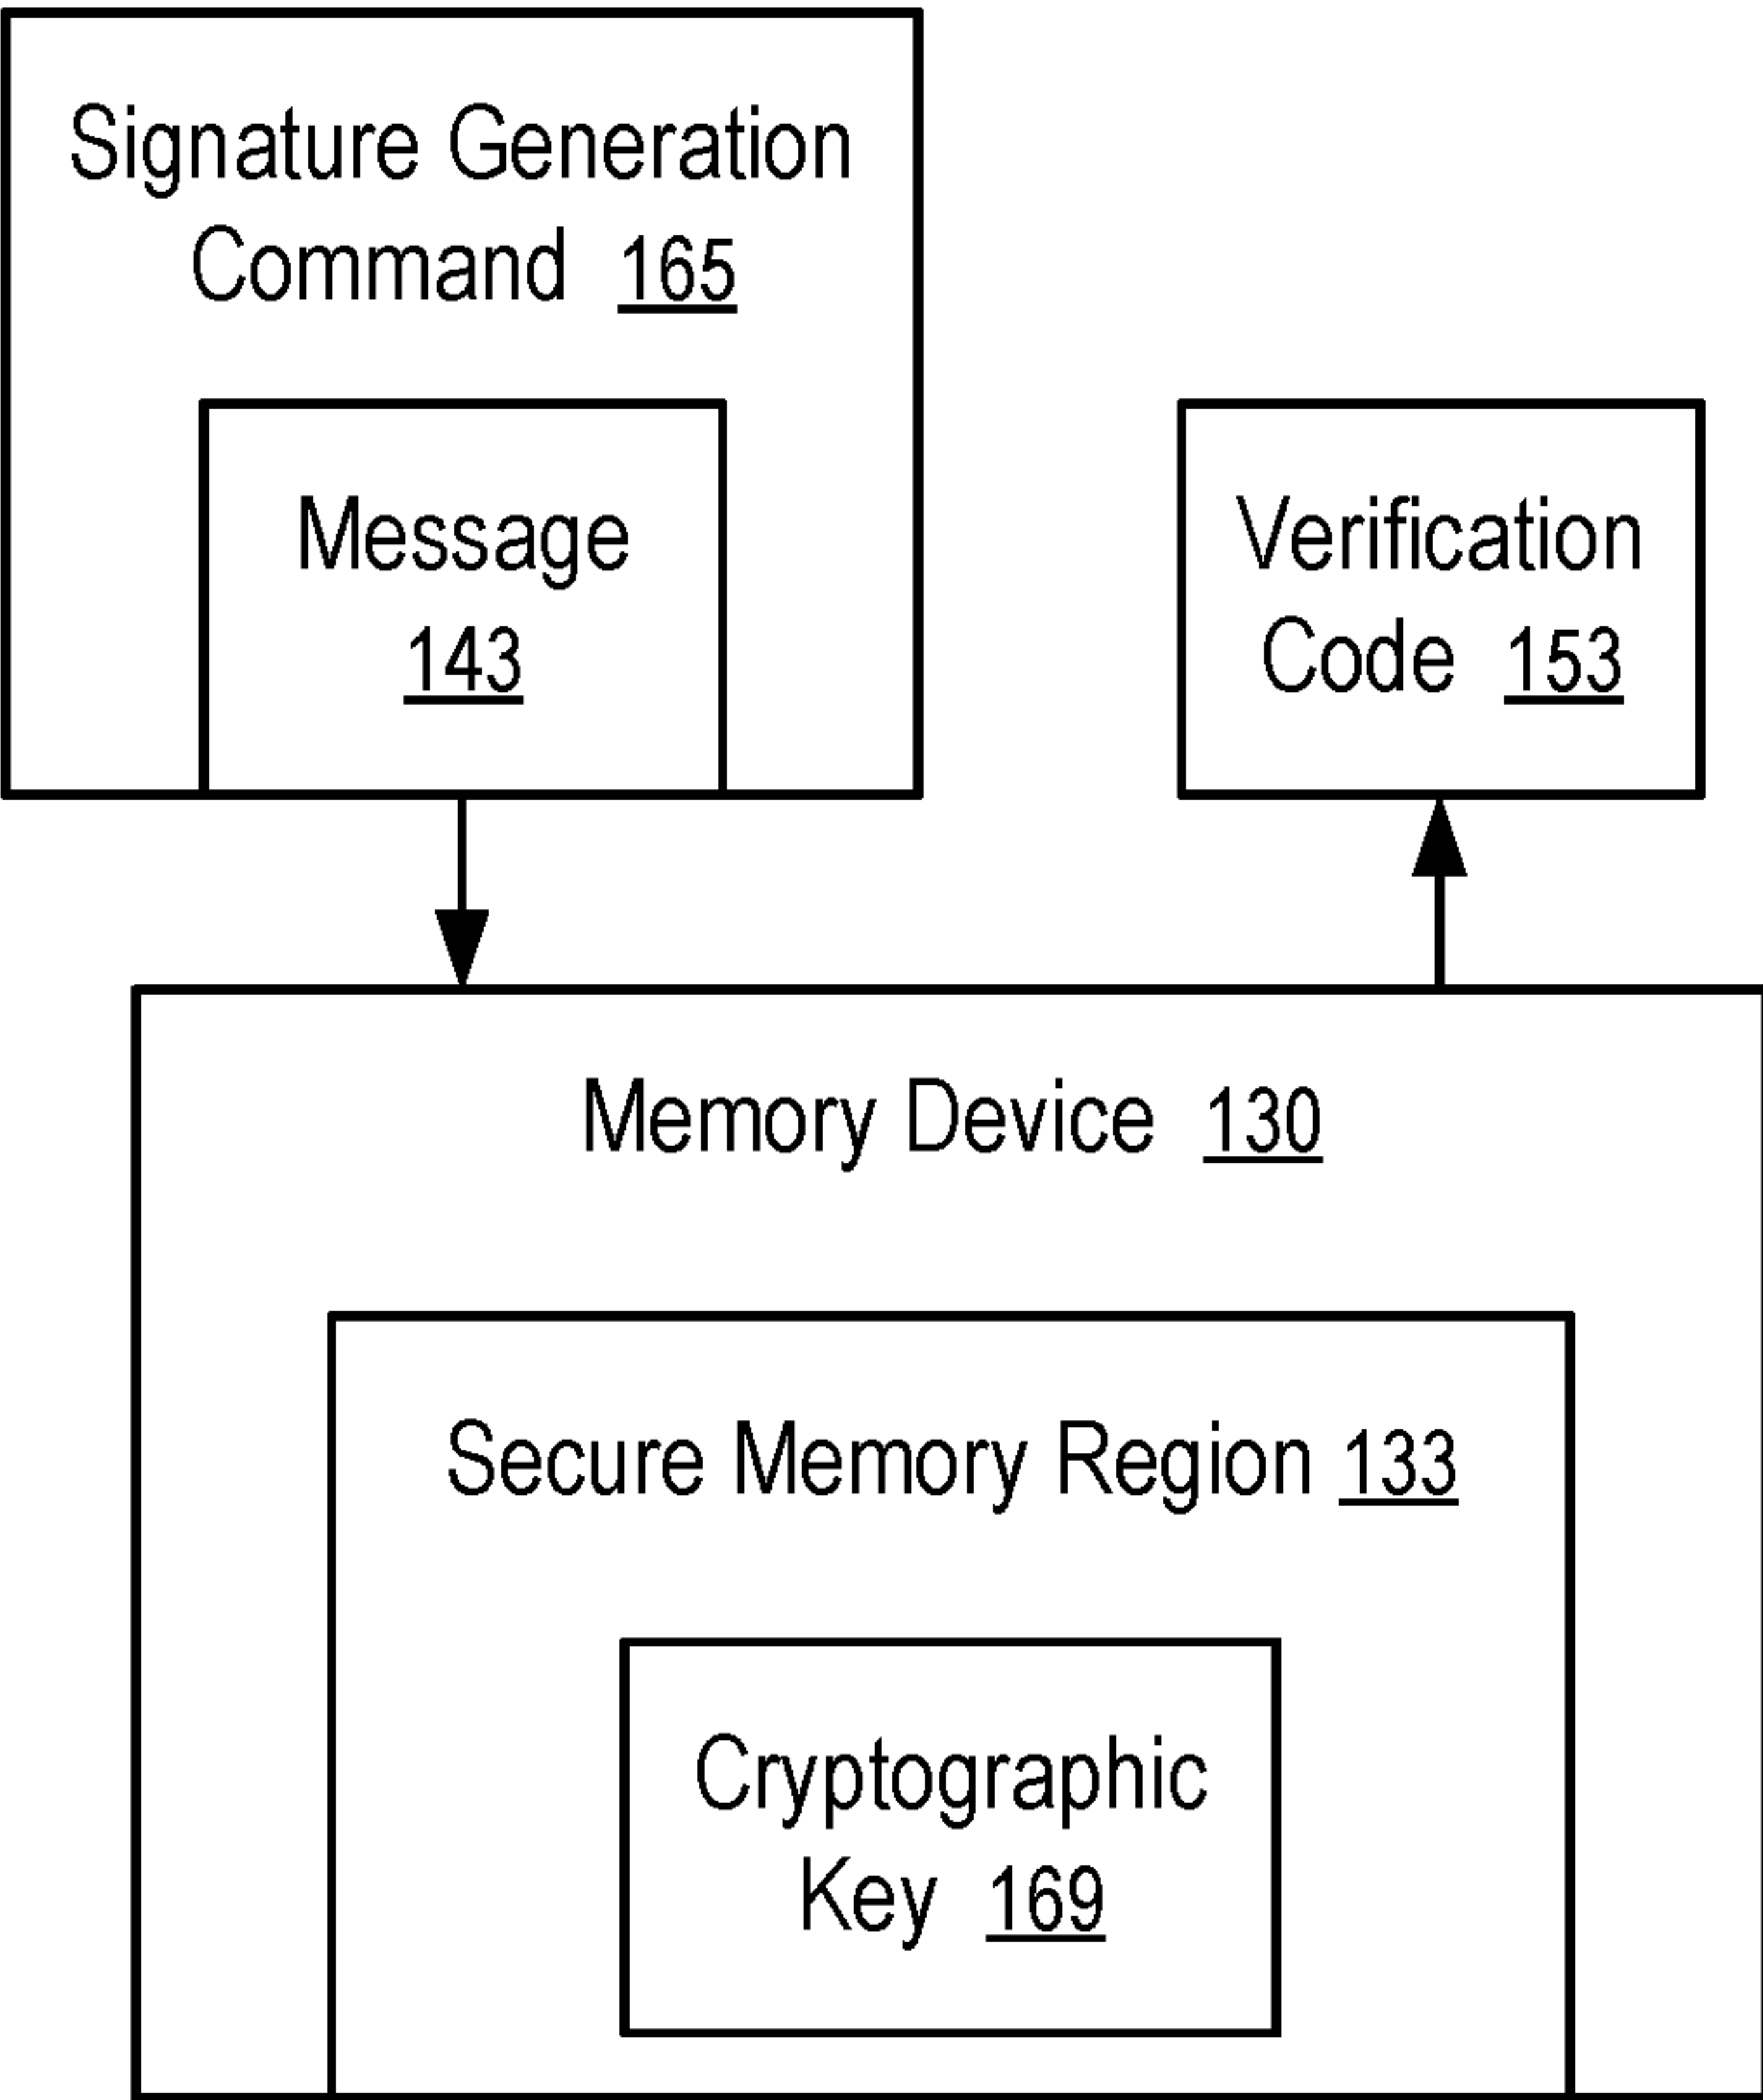 Signature Generation
Command 165
Message
143
Verification
Code 153
Memory Device 130
Secure Memory Region 133
Cryptographic
Key 169